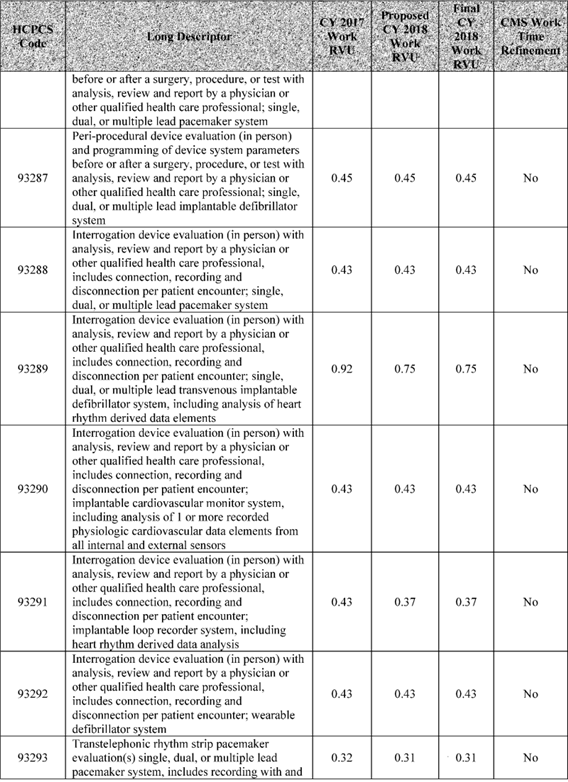 HCPCS Code Long Descriptor CY 2017 Work RVU Proposed CY 2018 Work RVU Final CY 2018 Work RVU CMS Work Time Refinement
before or after a surgery, procedure, or test with
analysis, review and report by a physician or
other qualified health care professional; single,
dual, or multiple lead pacemaker system
Peri-procedural device evaluation (in person)
and programming of device system parameters
before or after a surgery, procedure, or test with
93287 analysis, review and report by a physician or 0.45 0.45 0.45 No
other qualified health care professional; single,
dual, or multiple lead implantable defibrillator
system
Interrogation device evaluation (in person) with
analysis, review and report by a physician or
93288 other qualified health care professional, 0.43 0.43 0.43 No
includes connection, recording and
disconnection per patient encounter; single,
dual, or multiple lead pacemaker system
Interrogation device evaluation (in person) with
analysis, review and report by a physician or
other qualified health care professional,
93289 includes connection, recording and 0.92 0.75 0.75 No
disconnection per patient encounter; single,
dual, or multiple lead transvenous implantable
defibrillator system, including analysis of heart
rhythm derived data elements
Interrogation device evaluation (in person) with
analysis, review and report by a physician or
other qualified health care professional,
includes connection, recording and
93290 disconnection per patient encounter; 0.43 0.43 0.43 No
implantable cardiovascular monitor system,
including analysis of 1 or more recorded
physiologic cardiovascular data elements from
all internal and external sensors
Interrogation device evaluation (in person) with
analysis, review and report by a physician or
other qualified health care professional,
93291 includes connection, recording and 0.43 0.37 0.37 No
disconnection per patient encounter;
implantable loop recorder system, including
heart rhythm derived data analysis
Interrogation device evaluation (in person) with
analysis, review and report by a physician or
93292 other qualified health care professional, 0.43 0.43 0.43 No
includes connection, recording and
disconnection per patient encounter; wearable
defibrillator system
Transtelephonic rhythm strip pacemaker
93293 evaluation(s) single, dual, or multiple lead 0.32 0.31 0.31 No
pacemaker system, includes recording with and